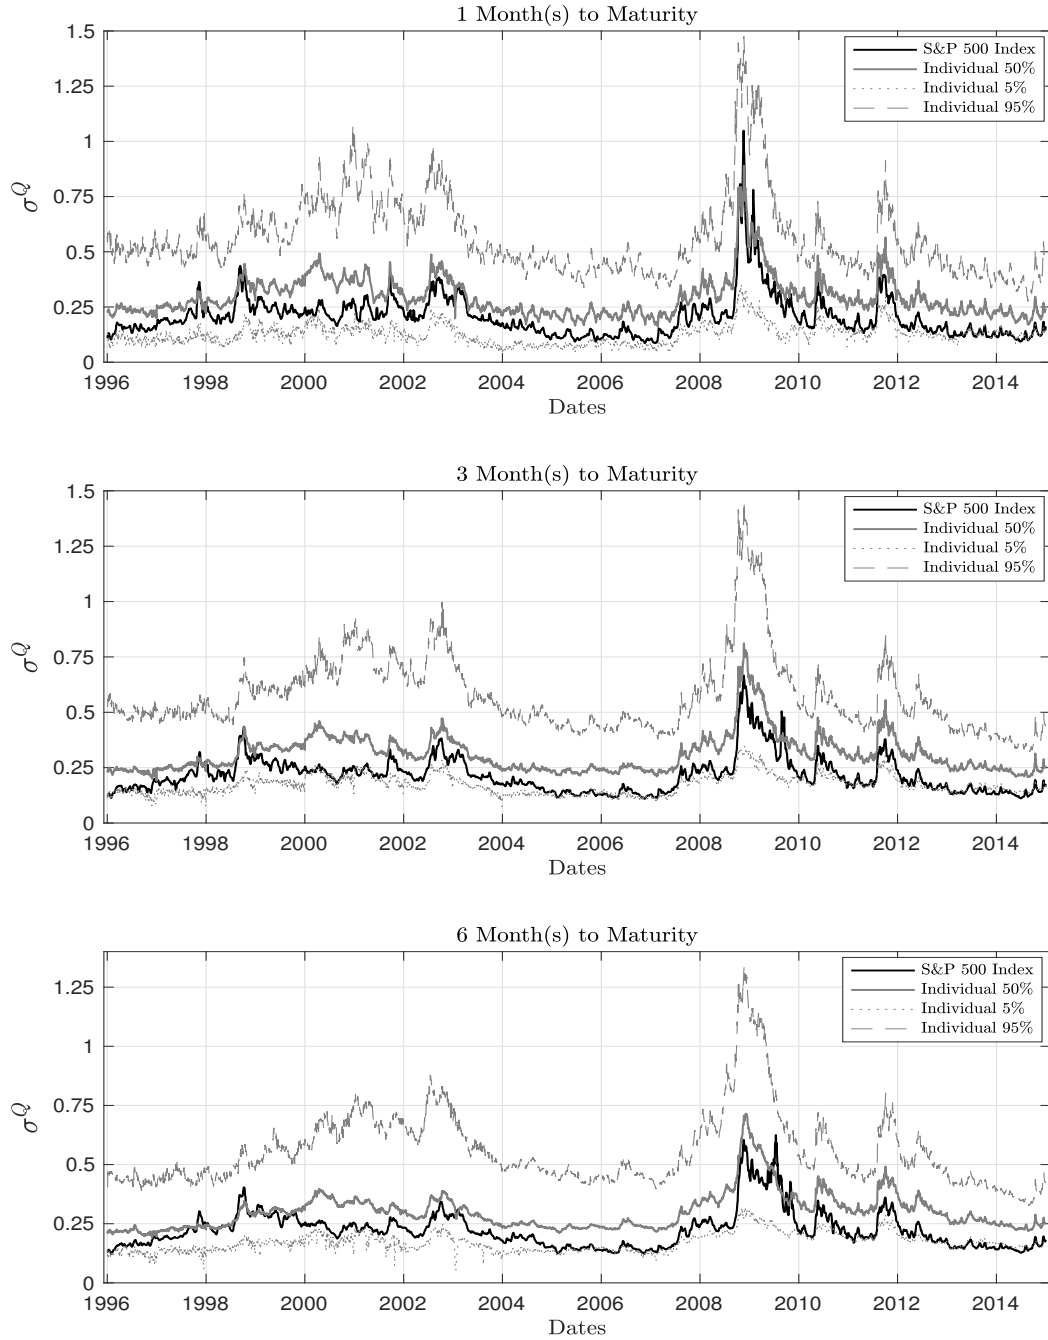 1 Month(s) to Maturity
1.5
1.25
1
0.75
0.5
0.25
0
σ^Q
S&P 500 Index
Individual 50%
Individual 5%
Individual 95%
1996 1998 2000 2002 2004 2006 2008 2010 2012 2014
Dates
3 Month(s) to Maturity
1.5
1.25
1
0.75
0.5
0.25
0
σ^Q
S&P 500 Index
Individual 50%
Individual 5%
Individual 95%
1996 1998 2000 2002 2004 2006 2008 2010 2012 2014
Dates
6 Month(s) to Maturity
1.25
1
0.75
0.5
0.25
0
σ^Q
S&P 500 Index
Individual 50%
Individual 5%
Individual 95%
1996 1998 2000 2002 2004 2006 2008 2010 2012 2014
Dates